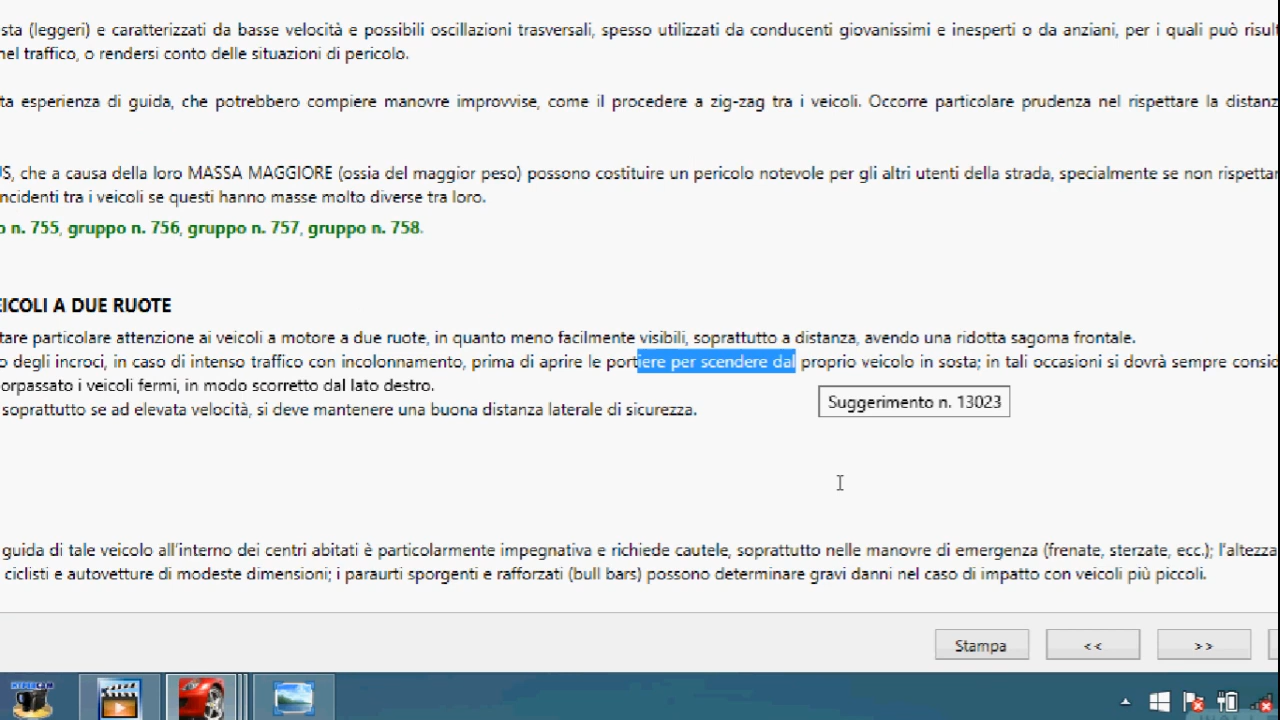 sta (leggeri) e caratterizzati da basse velocità e possibili oscillazioni trasversali, spesso utilizzati da conducenti giovanissimi e inesperti o da anziani, per i quali può risult
nel traffico, o rendersi conto delle situazioni di pericolo.
ta esperienza di guida, che potrebbero compiere manovre improvvise, come il procedere a zig-zag tra i veicoli. Occorre particolare prudenza nel rispettare la distanz
JS, che a causa della loro MASSA MAGGIORE (ossia del maggior peso) possono costituire un pericolo notevole per gli altri utenti della strada, specialmente se non rispettar
ncidenti tra i veicoli se questi hanno masse molto diverse tra loro.
o n. 755, gruppo n. 756, gruppo n. 757, gruppo n. 758.
EICOLI A DUE RUOTE
tare particolare attenzione ai veicoli a motore a due ruote, in quanto meno facilmente visibili, soprattutto a distanza, avendo una ridotta sagoma frontale.
o degli incroci, in caso di intenso traffico con incolonnamento, prima di aprire le portiere per scendere dal proprio veicolo in sosta; in tali occasioni si dovrà sempre consid
orpassato i veicoli fermi, in modo scorretto dal lato destro.
soprattutto se ad elevata velocità, si deve mantenere una buona distanza laterale di sicurezza.
Suggerimento n. 13023
guida di tale veicolo all'interno dei centri abitati è particolarmente impegnativa e richiede cautele, soprattutto nelle manovre di emergenza (frenate, sterzate, ecc.); l'altezza
ciclisti e autovetture di modeste dimensioni; i paraurti sporgenti e rafforzati (bull bars) possono determinare gravi danni nel caso di impatto con veicoli più piccoli.
Stampa
<<
>>
HYPERCAM